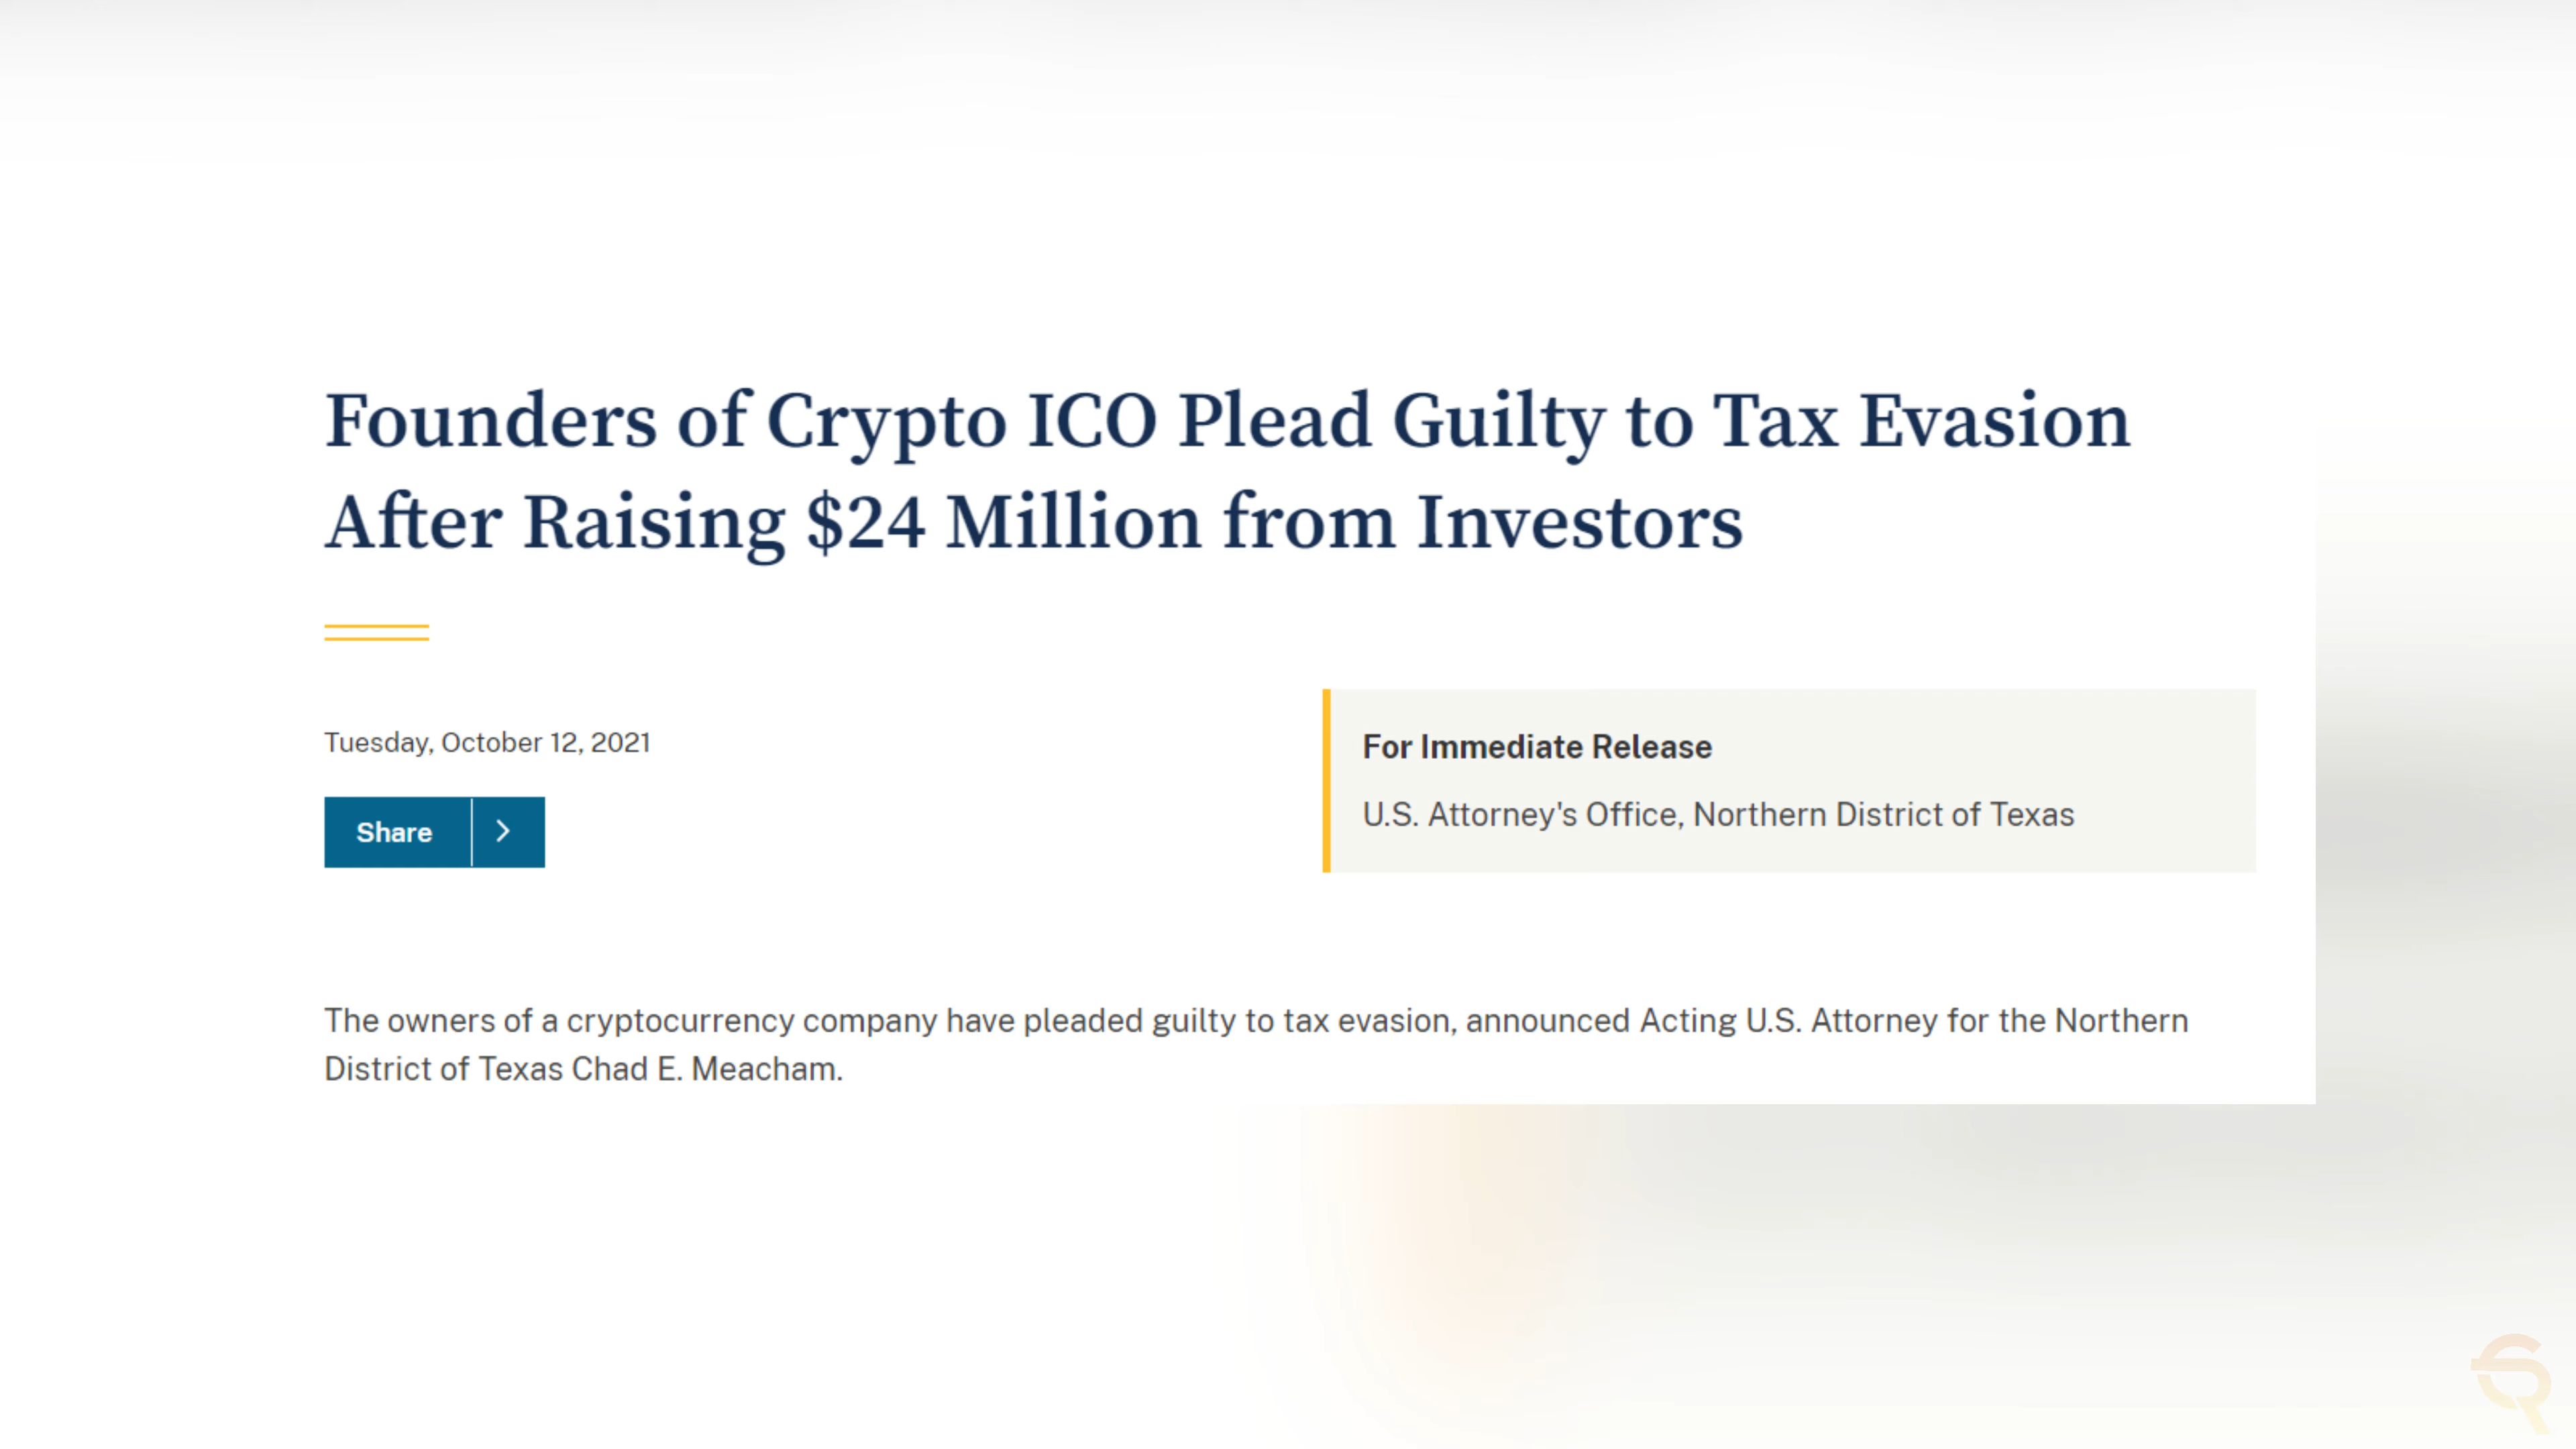 Founders of Crypto ICO Plead Guilty to Tax Evasion
After Raising $24 Million from Investors
Tuesday, October 12, 2021
Share
For Immediate Release
U.S. Attorney's Office, Northern District of Texas
The owners of a cryptocurrency company have pleaded guilty to tax evasion, announced Acting U.S. Attorney for the Northern
District of Texas Chad E. Meacham.